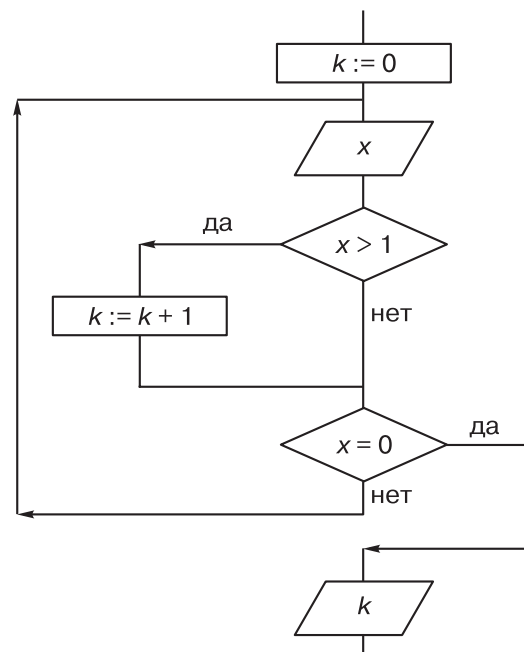 k := 0
x
да
x > 1
k := k + 1
нет
да
x = 0
нет
k